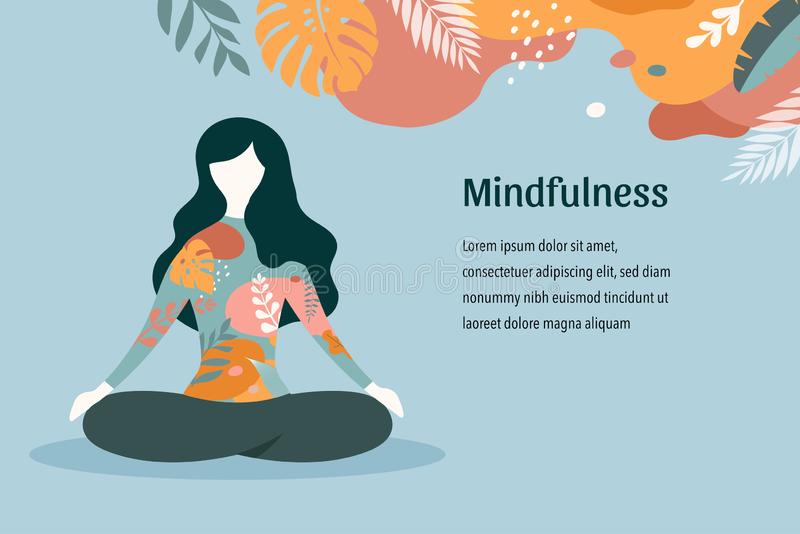 Mindfulness
Lorem ipsum dolor sit amet,
consectetuer adipiscing elit, sed diam
nonummy nibh euismod tincidunt ut
laoreet dolore magna aliquam